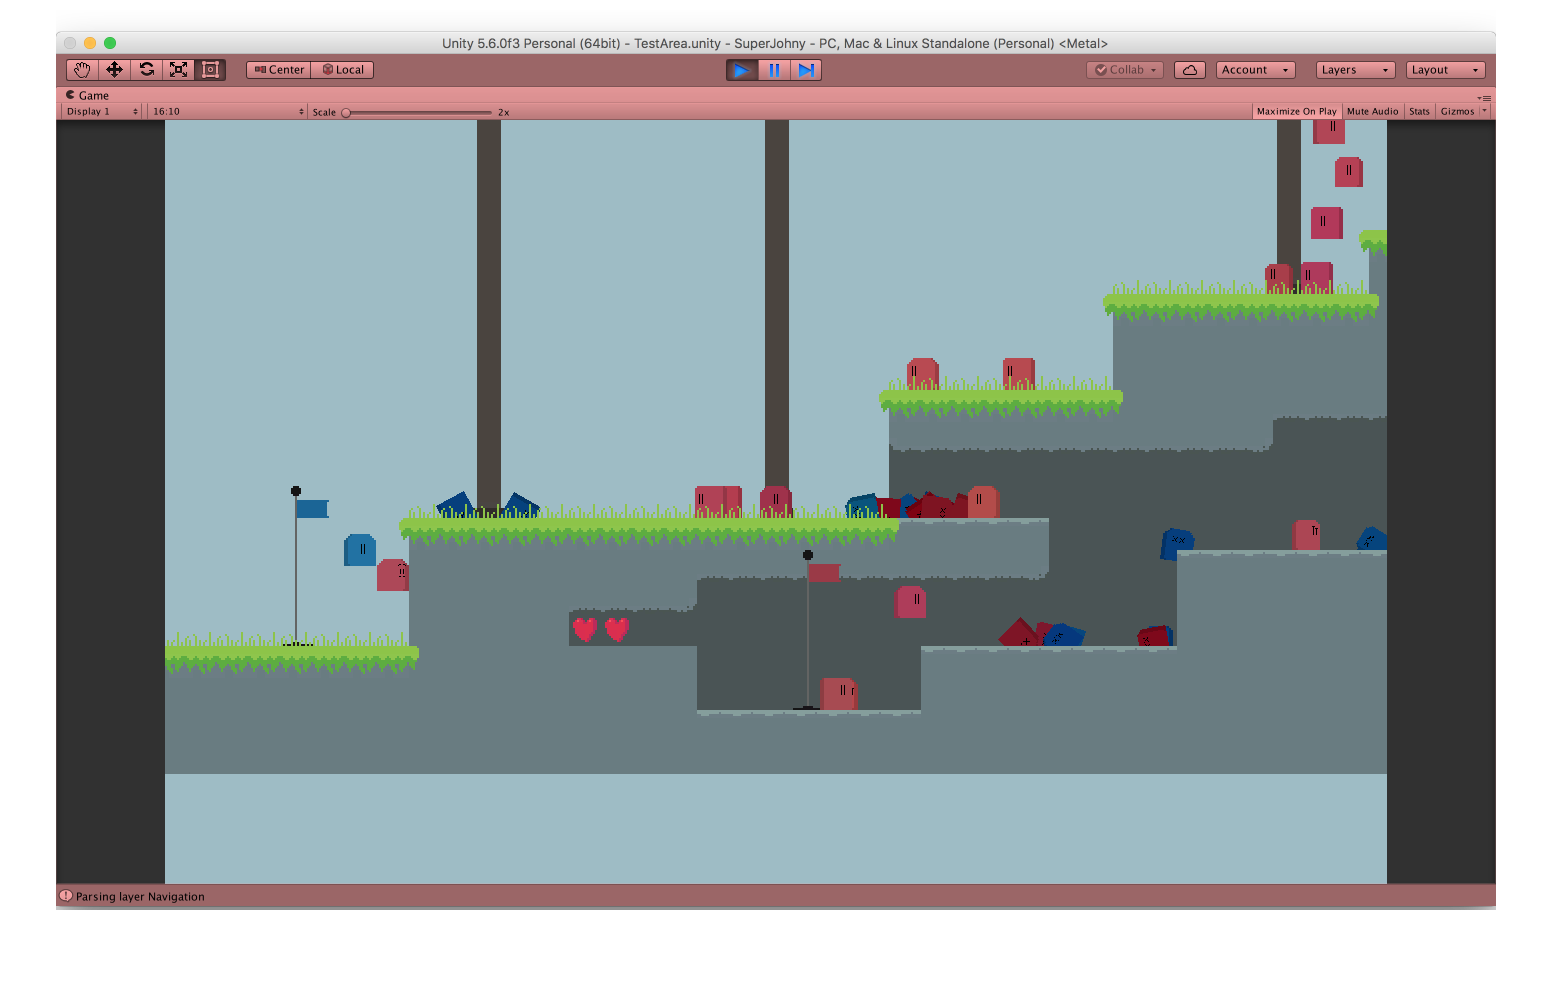 Unity 5.6.0f3 Personal (64bit) - TestArea.unity - SuperJohny - PC, Mac & Linux Standalone (Personal) <Metal>
Center Local Collab Account Layers Layout
Game
Display 1 16:10 Scale 2x Maximize On Play Mute Audio Stats Gizmos
Parsing layer Navigation